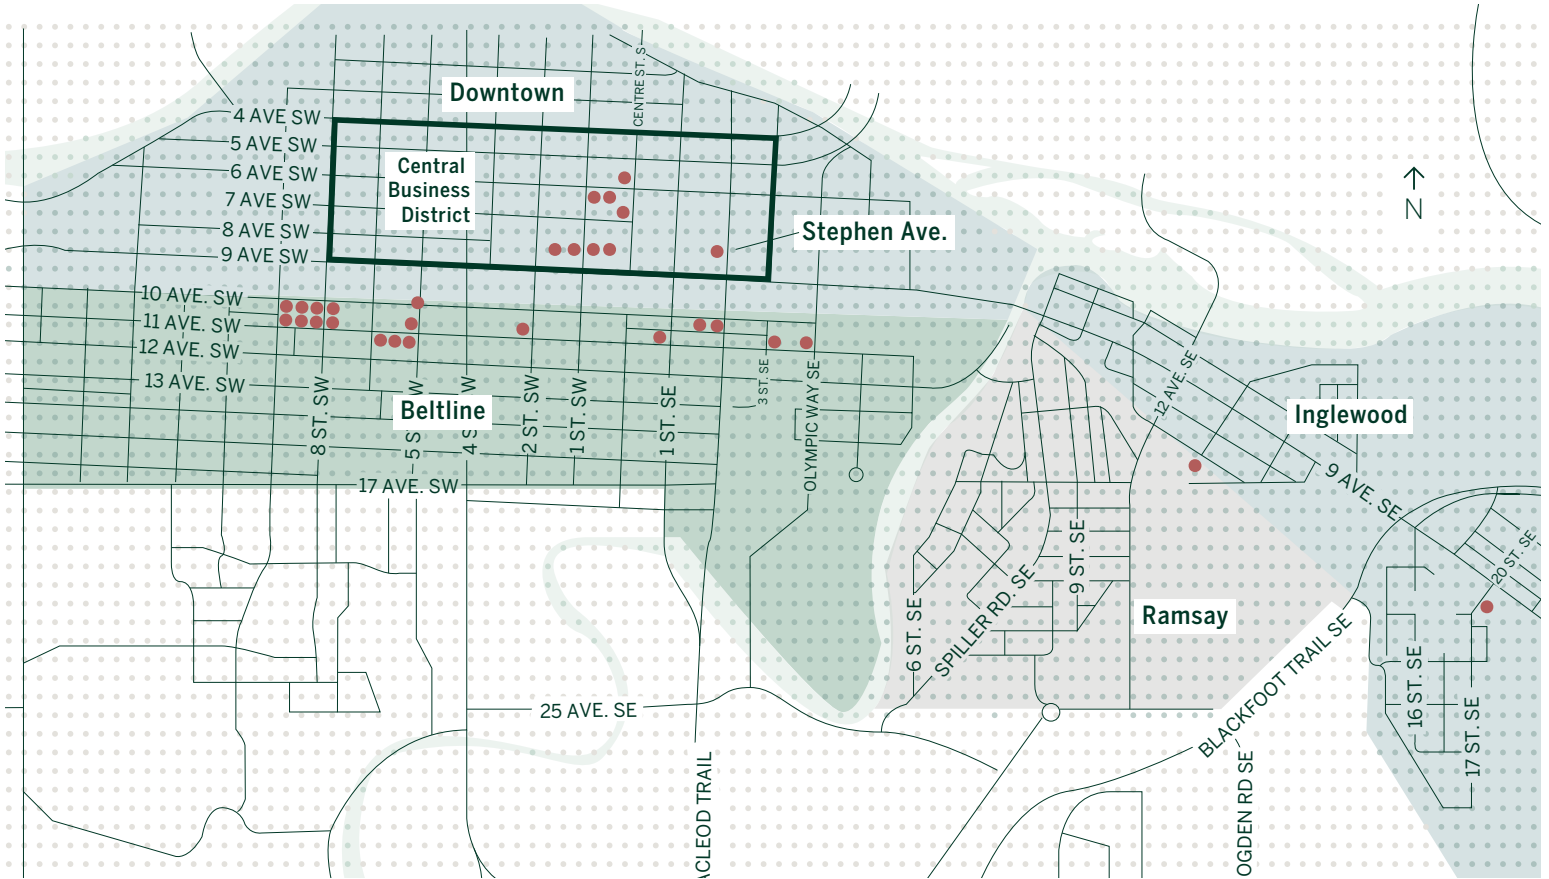 CENTRE ST. S
Downtown
4 AVE SW
5 AVE SW
6 AVE SW
7 AVE SW
8 AVE SW
9 AVE SW
Central
Business
District
Stephen Ave.
N
10 AVE. SW
11 AVE. SW
12 AVE. SW
13 AVE. SW
8 ST. SW
5 W
Beltline
4 W
2 ST. SW
1 ST. SW
1 ST. SE
3 ST. SE
OLYMPIC WAY SE
12 AVE. SE
Inglewood
9 AVE. SE
17 AVE. SW
20 ST. SE
9 ST. SE
6 ST. SE
SPILLER RD. SE
Ramsay
BLACKFOOT TRAIL SE
16 ST. SE
17 ST. SE
25 AVE. SE
ACLEOD TRAIL
OGDEN RD SE